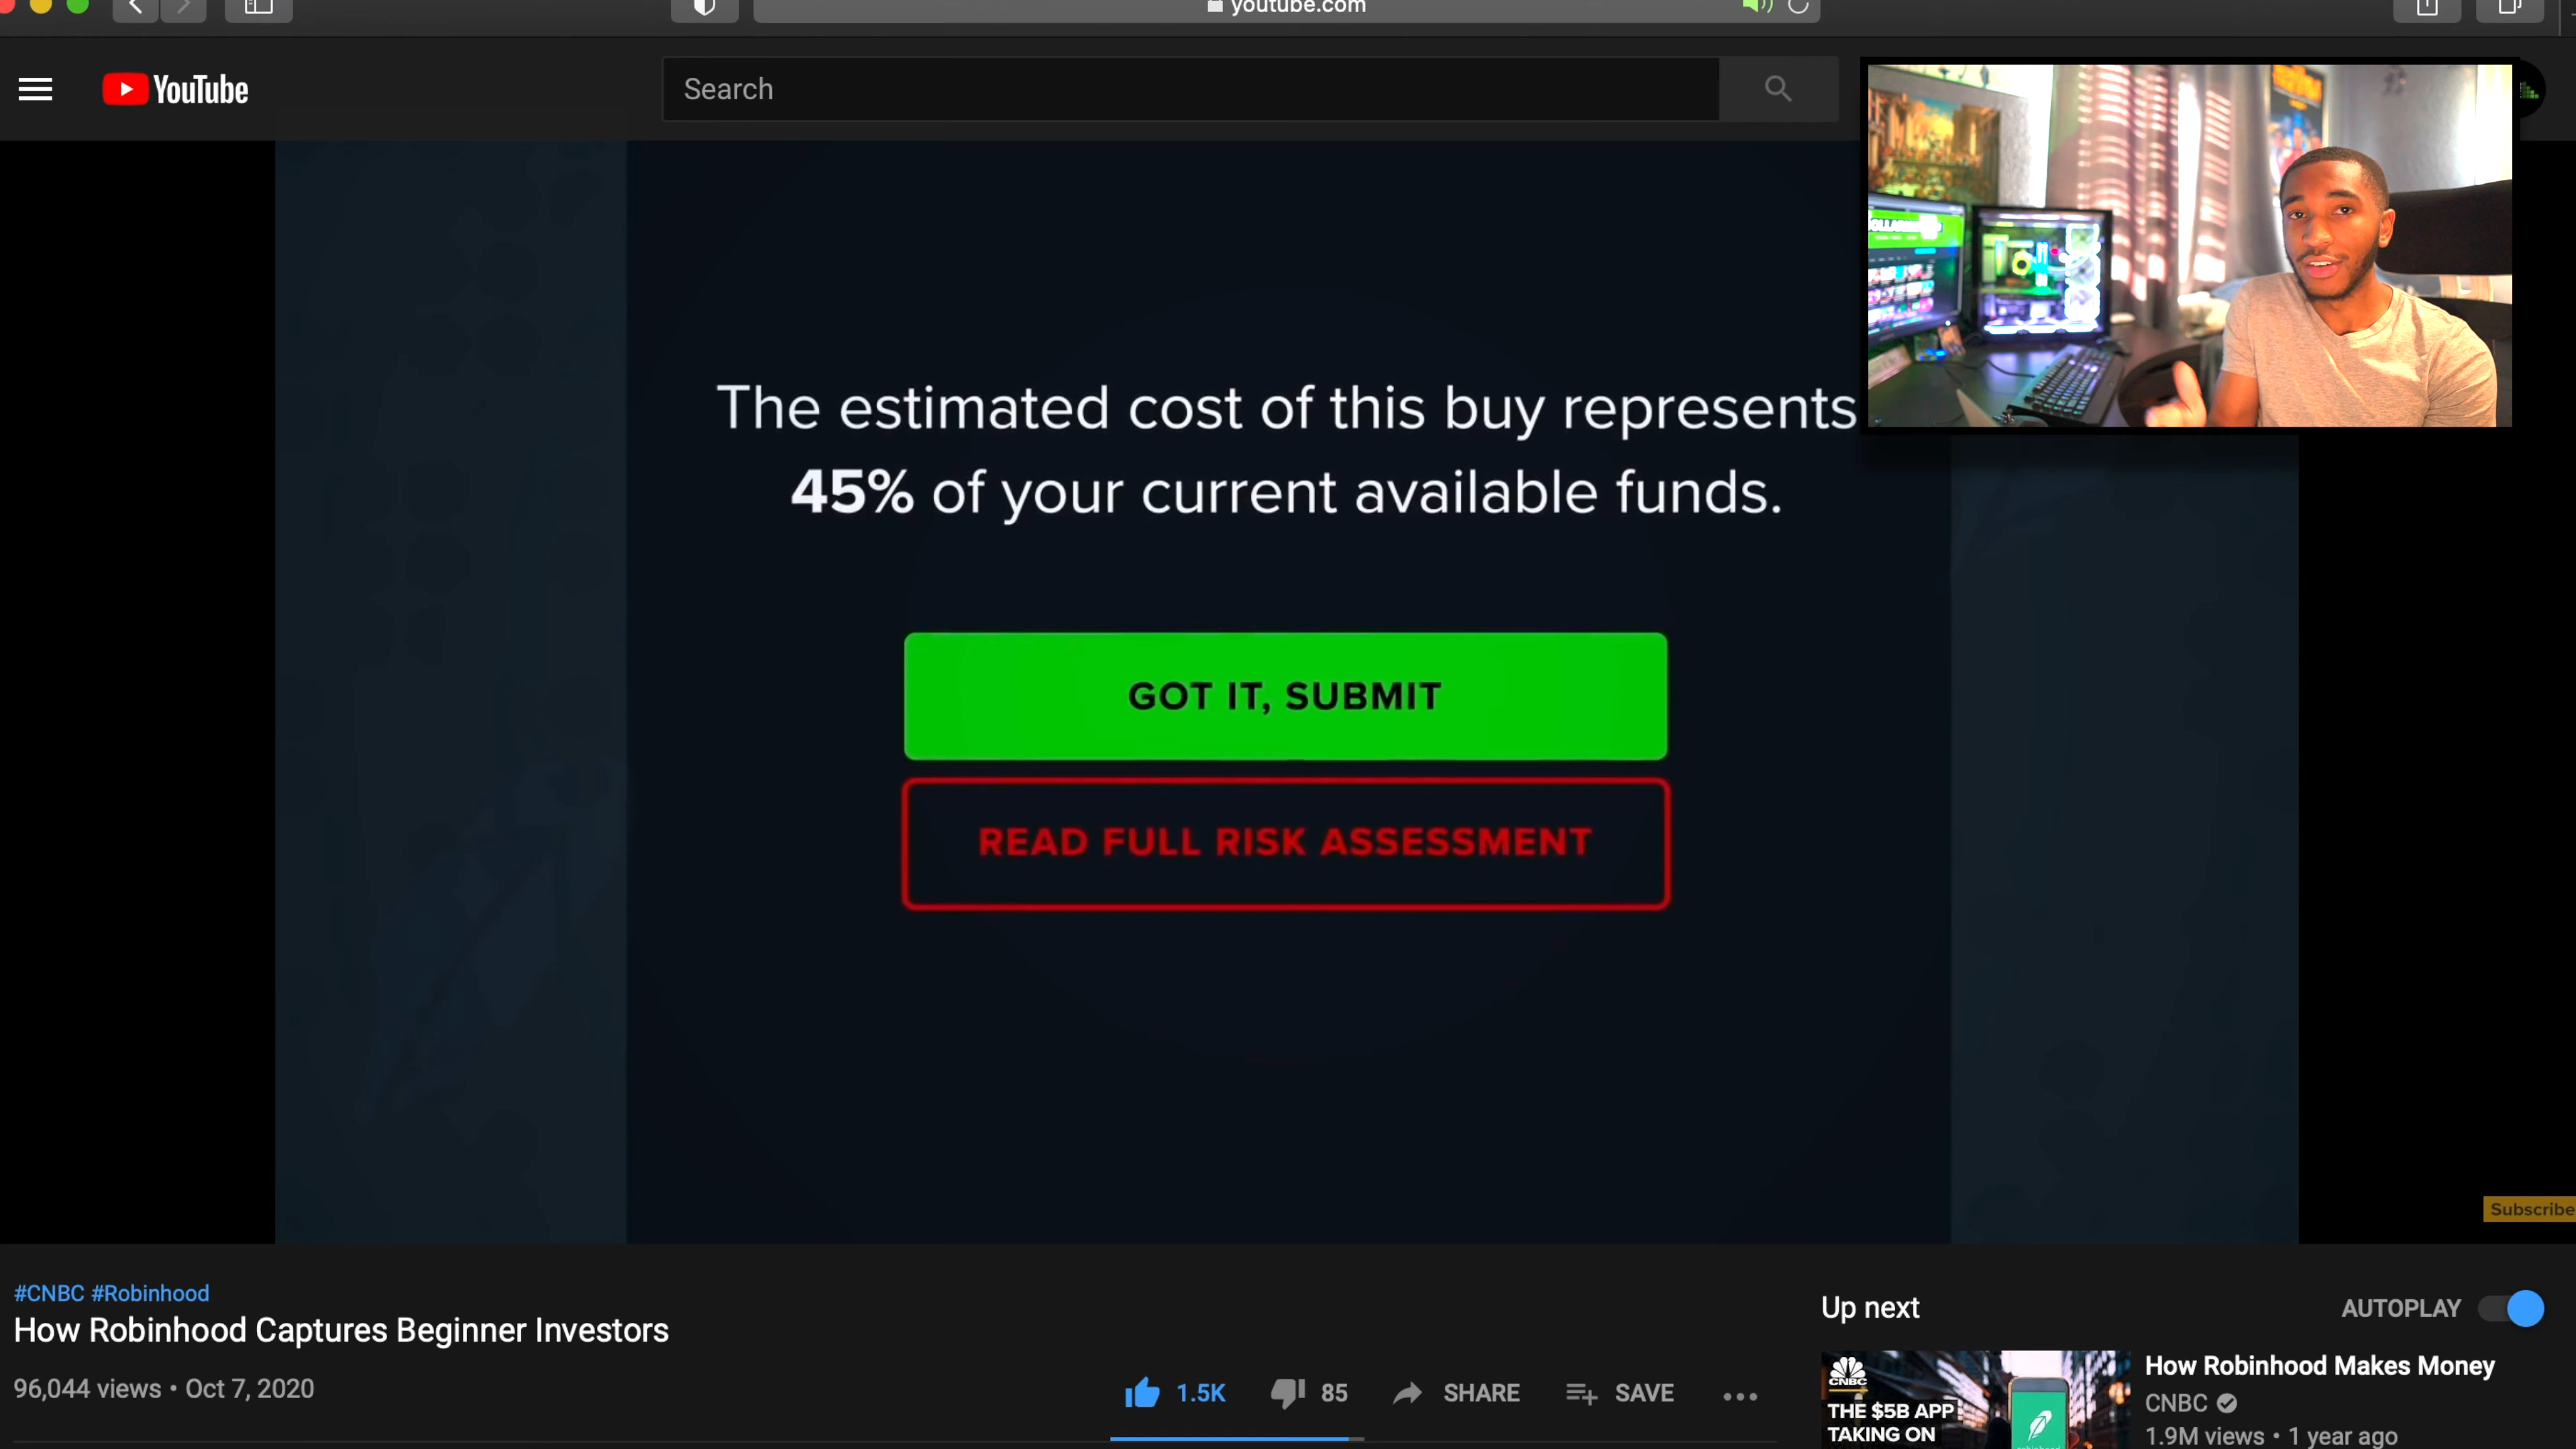 youtube.com
YouTube
Search
The estimated cost of this buy represents
45% of your current available funds.
GOT IT, SUBMIT
READ FULL RISK ASSESSMENT
Subscribe
#CNBC #Robinhood
How Robinhood Captures Beginner Investors
96,044 views • Oct 7, 2020
1.5K
85
SHARE
SAVE
Up next
AUTOPLAY
CNBC
THE $5B APP
TAKING ON
How Robinhood Makes Money
CNBC
1.9M views • 1 year ago